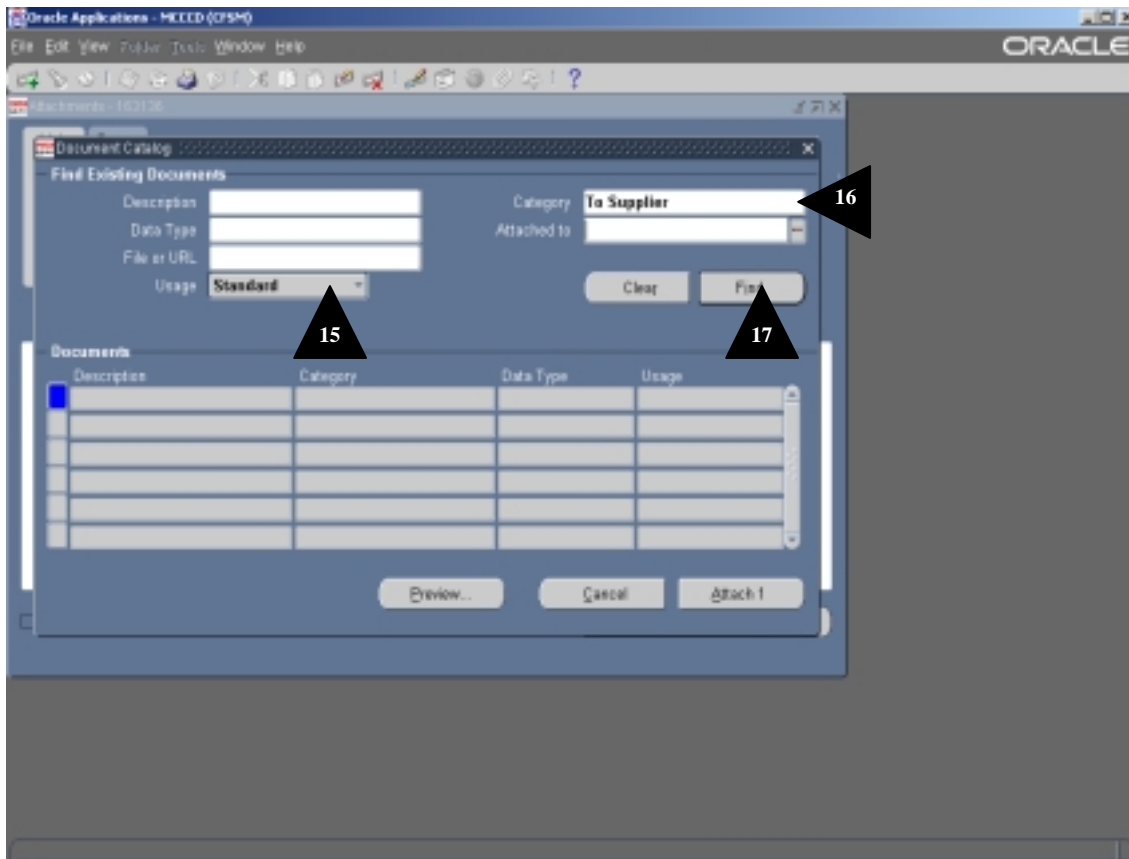 Oracle Applications - MCCCD (CFSM)
File Edit View Folder Tools Window Help
ORACLE
Attachments - 163136
Document Catalog
Find Existing Documents
Description
Category To Supplier
16
Data Type
Attached to
File or URL
Usage Standard
Clear
Find
15
17
Documents
Description Category Data Type Usage
Preview...
Cancel
Attach 1